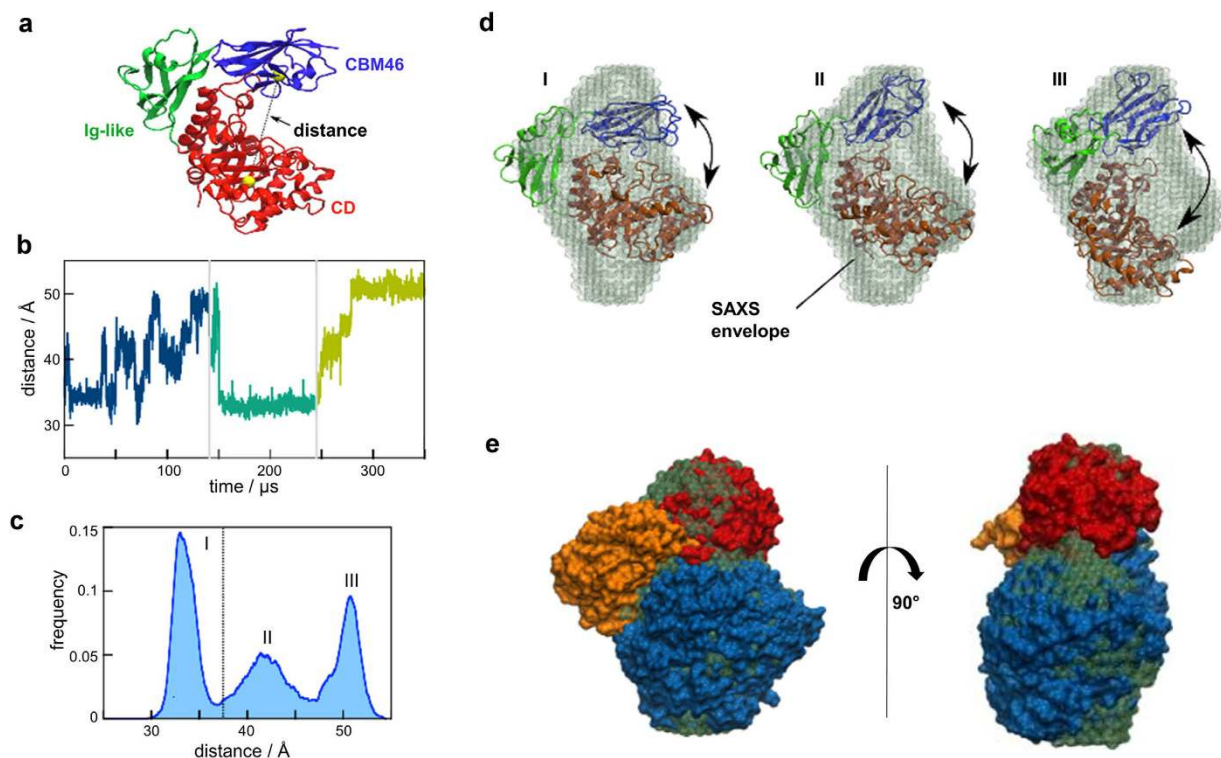 a
CBM46
Ig-like
distance
CD
b
distance / Å
50
40
30
0
100
200
300
time / µs
c
frequency
0.15
0.1
0.05
0
I
II
III
30
40
50
distance / Å
d
I
II
III
SAXS
envelope
e
90°